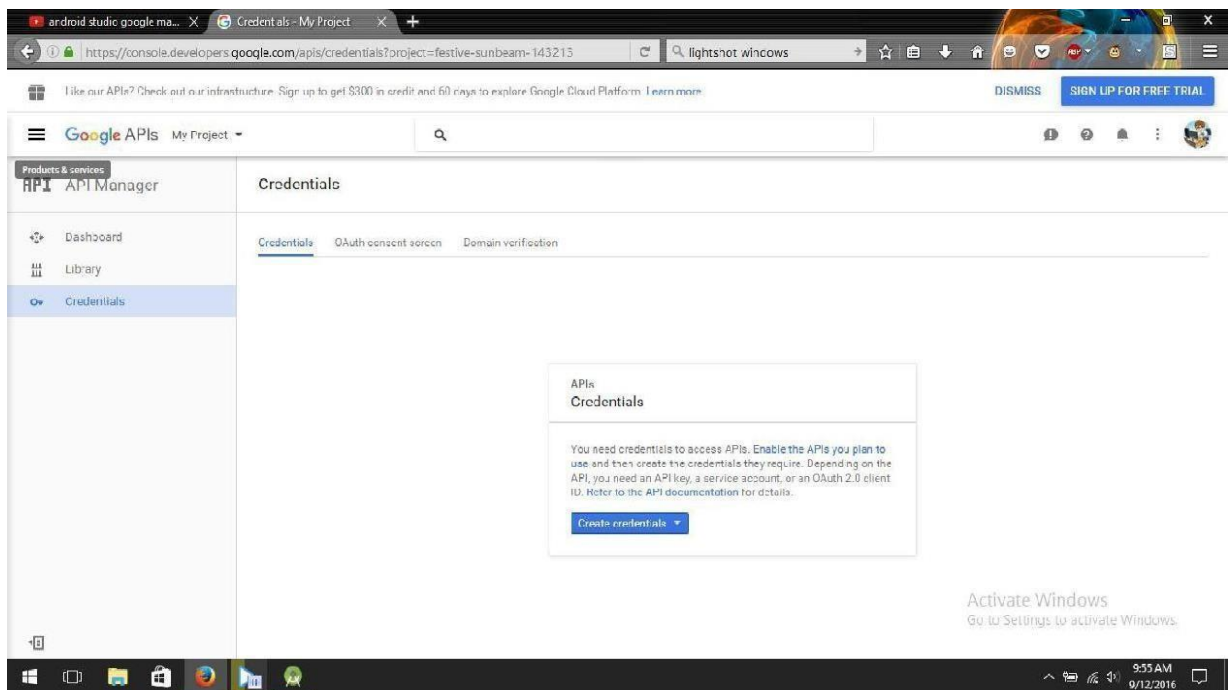 android studio google ma...
Credentials - My Project
https://console.developers.google.com/apis/credentials?project=festive-sunbeam-143213
lightshot windows
Like our APIs? Check out our infrastructure. Sign up to get $300 in credit and 60 days to explore Google Cloud Platform. Learn more
DISMISS
SIGN UP FOR FREE TRIAL
Google APIs My Project
Products & services
API API Manager
Credentials
Dashboard
Library
Credentials
Credentials OAuth consent screen Domain verification
APIs
Credentials
You need credentials to access APIs. Enable the APIs you plan to
use and then create the credentials they require. Depending on the
API, you need an API key, a service account, or an OAuth 2.0 client
ID. Refer to the API documentation for details.
Create credentials
Activate Windows
Go to Settings to activate Windows.
9:55 AM
9/12/2016